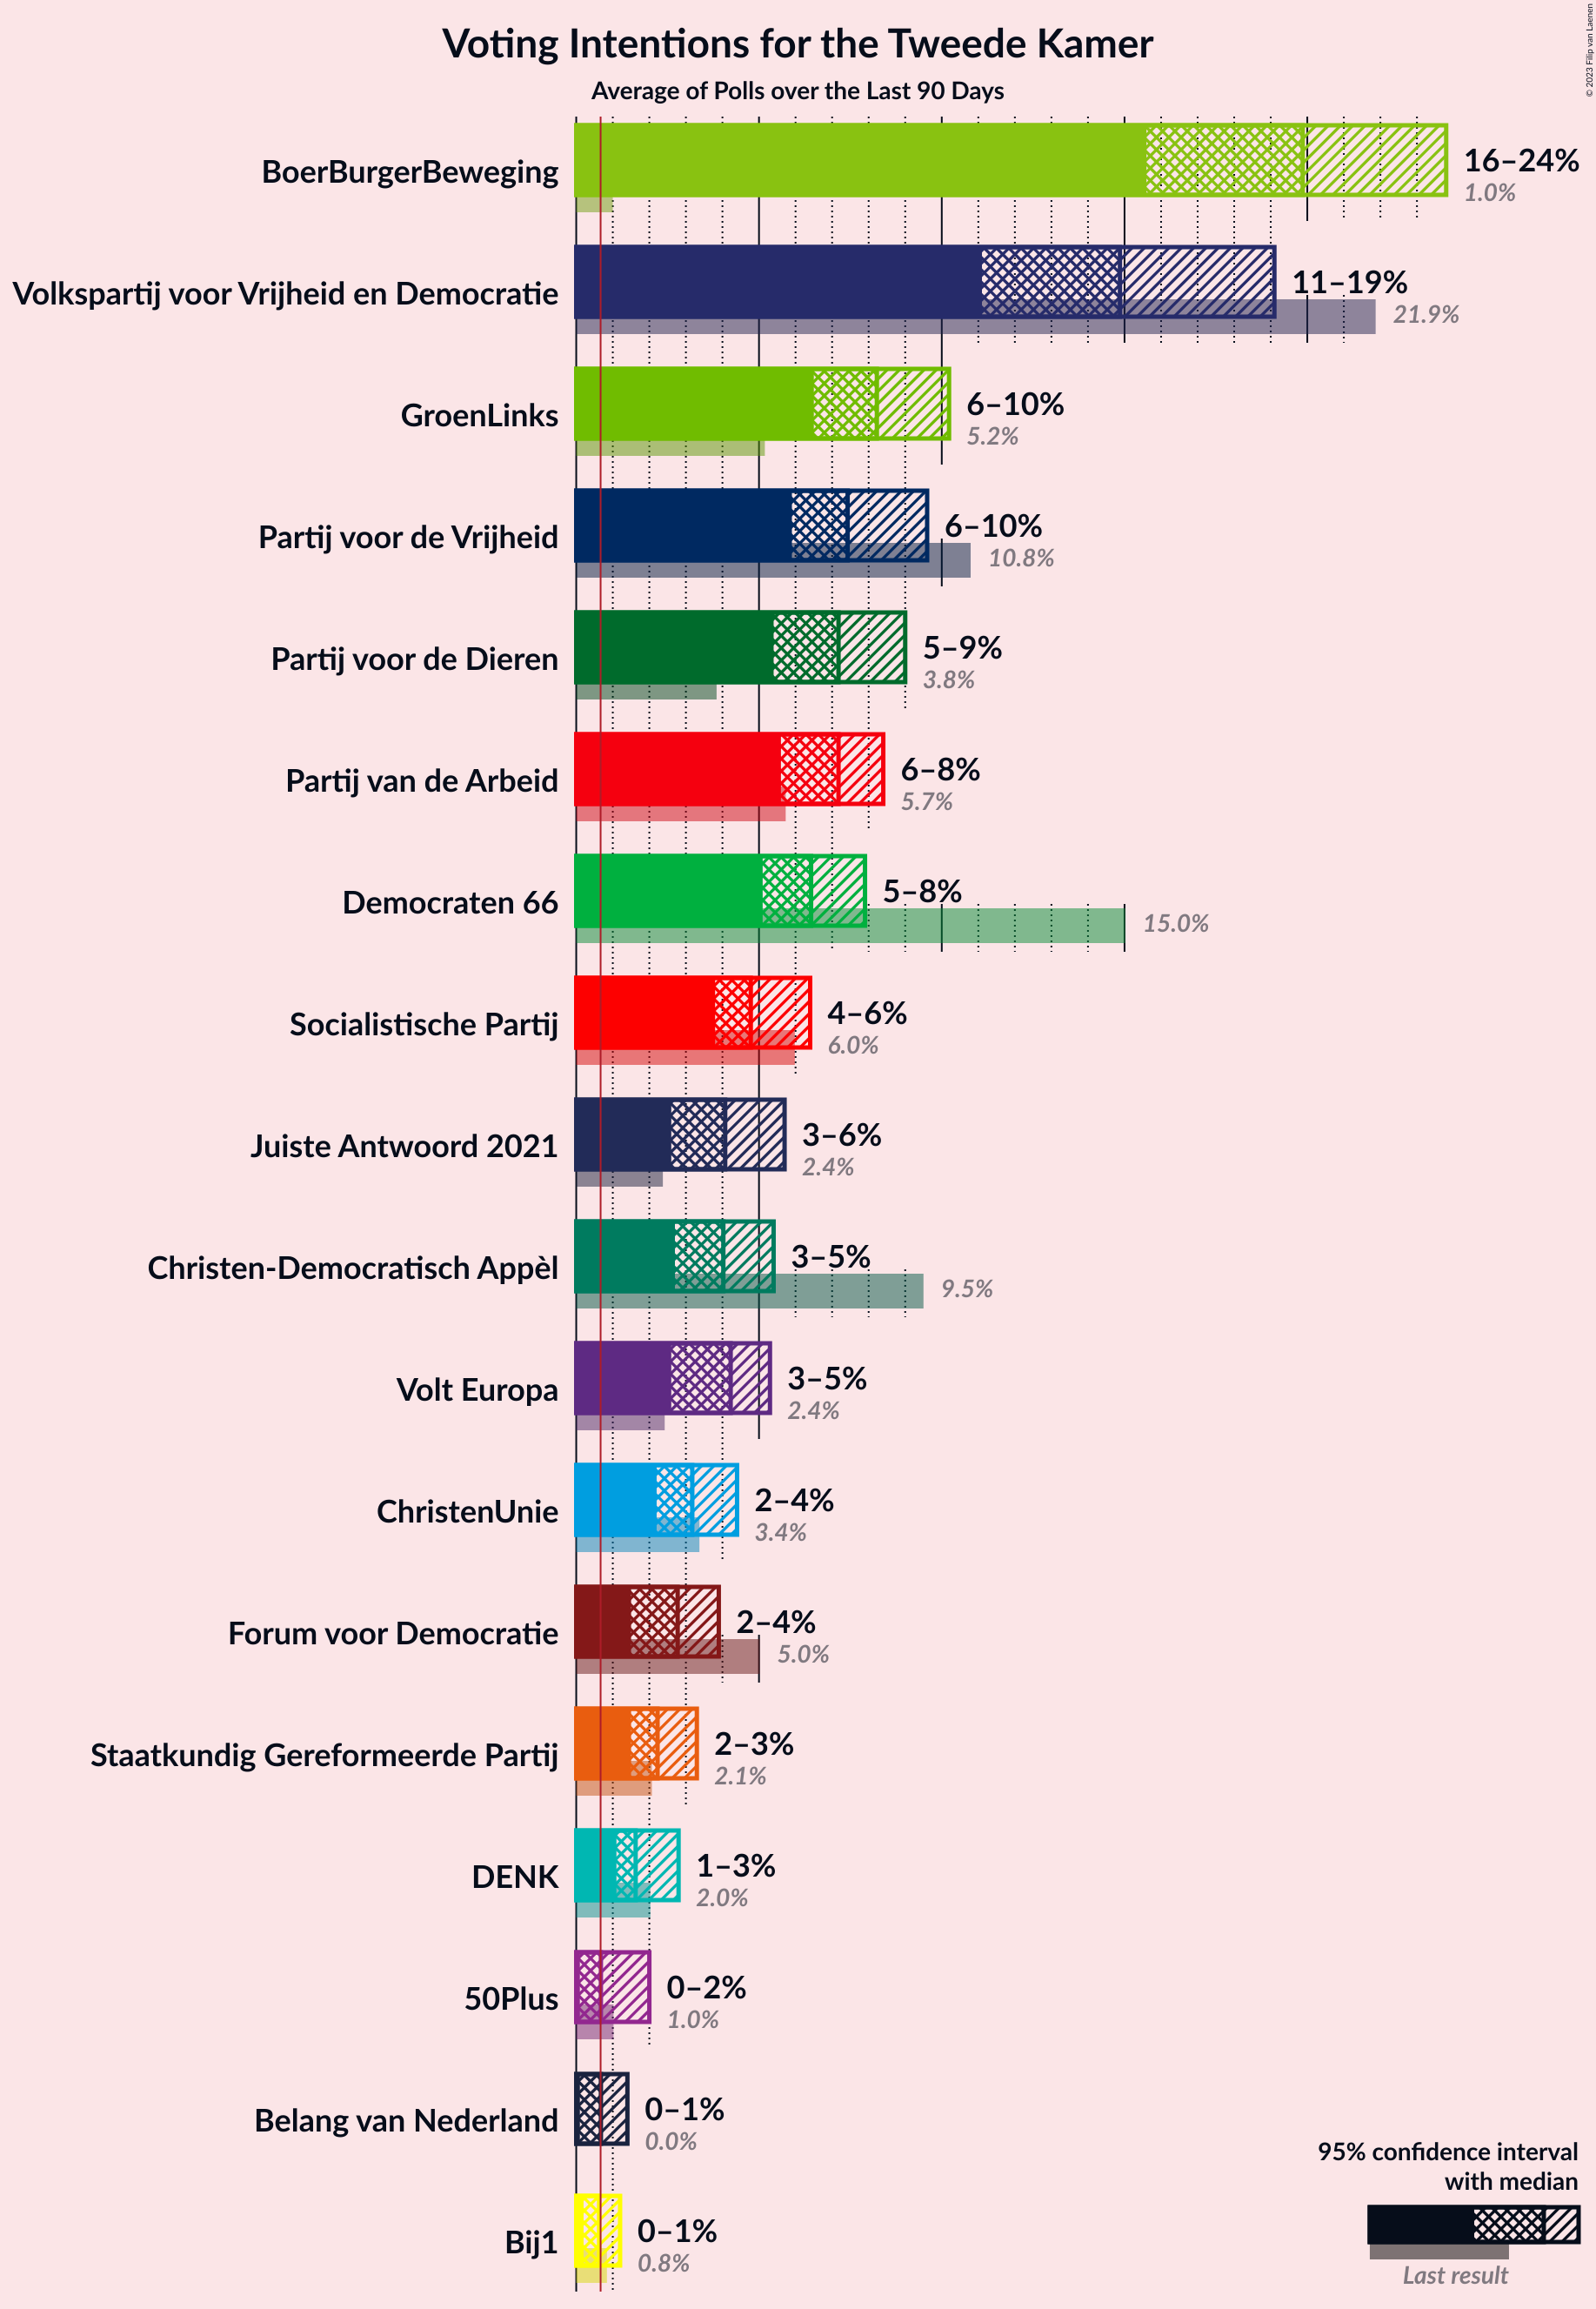 Voting Intentions for the Tweede Kamer
Average of Polls over the Last 90 Days
© 2023 Filip van Laenen
BoerBurgerBeweging
16–24%
1.0%
Volkspartij voor Vrijheid en Democratie
11–19%
21.9%
GroenLinks
6–10%
5.2%
Partij voor de Vrijheid
6–10%
10.8%
Partij voor de Dieren
5–9%
3.8%
Partij van de Arbeid
6–8%
5.7%
Democraten 66
5–8%
15.0%
Socialistische Partij
4–6%
6.0%
Juiste Antwoord 2021
3–6%
2.4%
Christen-Democratisch Appèl
3–5%
9.5%
Volt Europa
3–5%
2.4%
ChristenUnie
2–4%
3.4%
Forum voor Democratie
2–4%
5.0%
Staatkundig Gereformeerde Partij
2–3%
2.1%
DENK
1–3%
2.0%
50Plus
0–2%
1.0%
Belang van Nederland
0–1%
0.0%
Bij1
0–1%
0.8%
95% confidence interval
with median
Last result